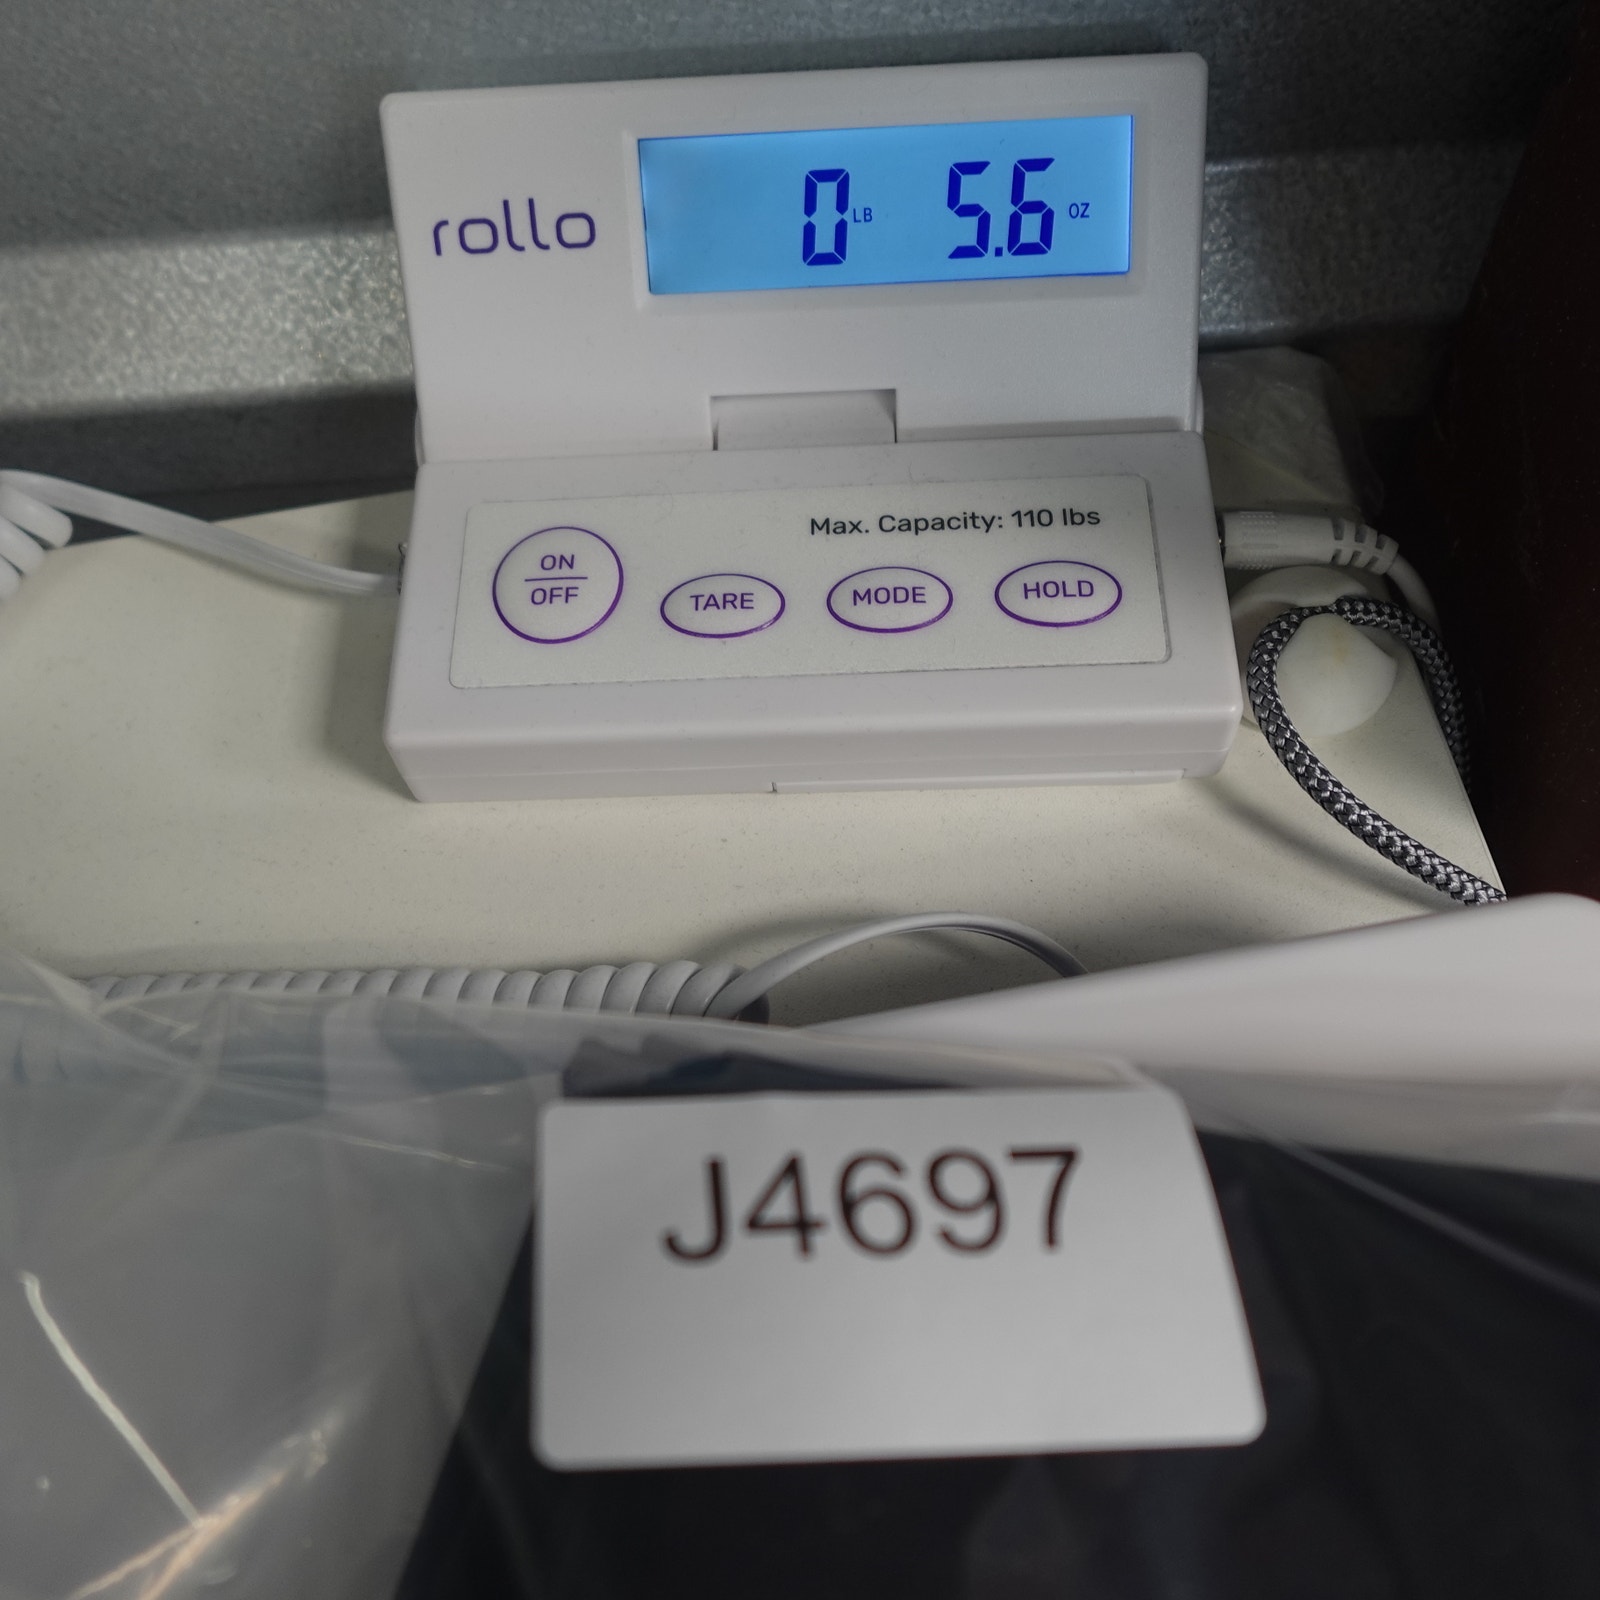 rollo
0 LB 5.6 OZ
Max. Capacity: 110 lbs
ON
OFF
TARE
MODE
HOLD
J4697